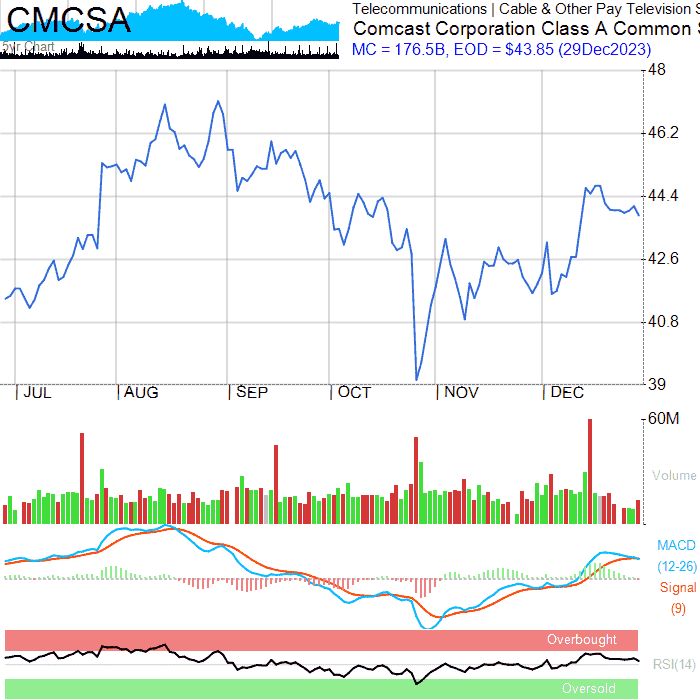 CMCSA
5yr Chart
Telecommunications | Cable & Other Pay Television S
Comcast Corporation Class A Common S
MC = 176.5B, EOD = $43.85 (29Dec2023)
48
46.2
44.4
42.6
40.8
39
| JUL | AUG | SEP | OCT | NOV | DEC
60M
Volume
MACD
(12-26)
Signal
(9)
Overbought
RSI(14)
Oversold